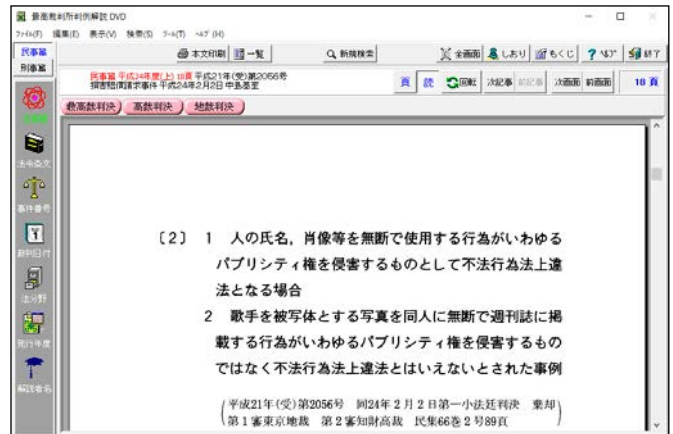 最高裁判所判例解説 DVD
ファイル(F) 編集(E) 表示(V) 検索(S) ツール(T) ヘルプ(H)
民事篇
刑事篇
本文印刷 一覧 新規検索 全画面 しおり もくじ ヘルプ 終了
民事篇 平成24年度(上) 18頁 平成21年(受)第2056号
損害賠償請求事件 平成24年2月2日 中島基至
頁 読 回転 次記事 前記事 次画面 前画面 18 頁
最高裁判決 高裁判決 地裁判決
法令条文
事件番号
裁判日付
法分野
発行年度
解説者名
〔2〕 1 人の氏名，肖像等を無断で使用する行為がいわゆる
パブリシティ権を侵害するものとして不法行為法上違
法となる場合
2 歌手を被写体とする写真を同人に無断で週刊誌に掲
載する行為がいわゆるパブリシティ権を侵害するもの
ではなく不法行為法上違法とはいえないとされた事例
(平成21年(受)第2056号 同24年2月2日第一小法廷判決 棄却
第1審東京地裁 第2審知財高裁 民集66巻2号89頁)